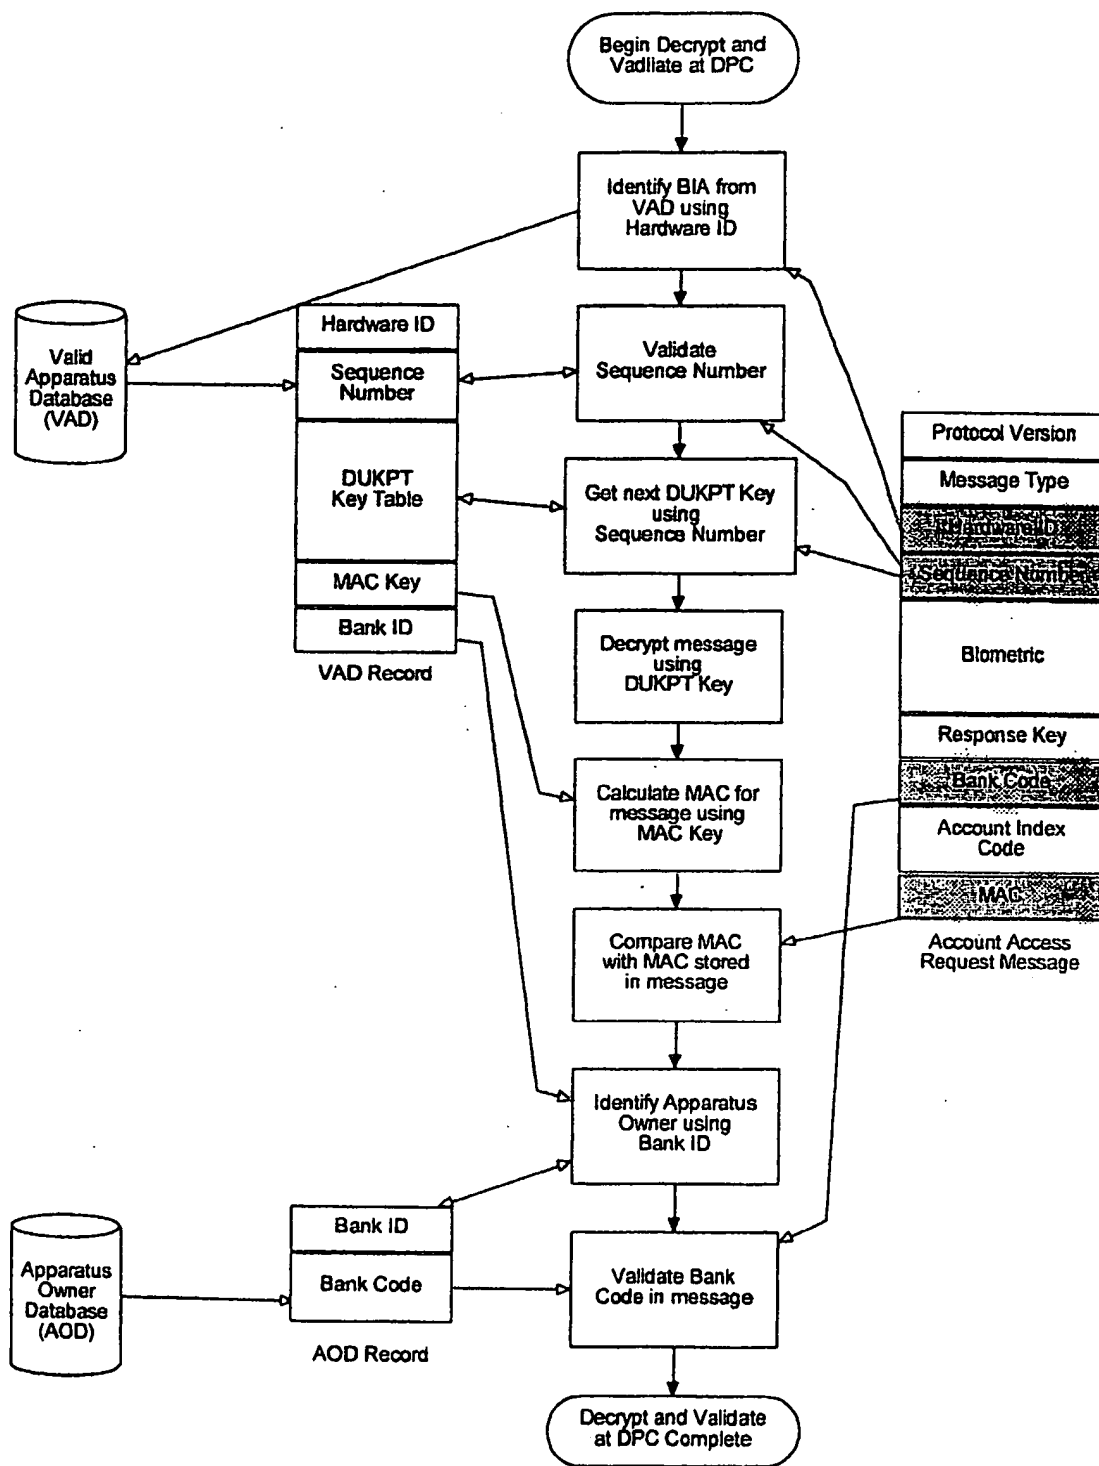 Begin Decrypt and
Vadliate at DPC
Identify BIA from
VAD using
Hardware ID
Valid
Apparatus
Database
(VAD)
Hardware ID
Sequence
Number
DUKPT
Key Table
MAC Key
Bank ID
VAD Record
Validate
Sequence Number
Get next DUKPT Key
using
Sequence Number
Decrypt message
using
DUKPT Key
Calculate MAC for
message using
MAC Key
Compare MAC
with MAC stored
in message
Identify Apparatus
Owner using
Bank ID
Validate Bank
Code in message
Decrypt and Validate
at DPC Complete
Protocol Version
Message Type
Hardware ID
Sequence Number
Biometric
Response Key
Bank Code
Account Index
Code
MAC
Account Access
Request Message
Apparatus
Owner
Database
(AOD)
Bank ID
Bank Code
AOD Record